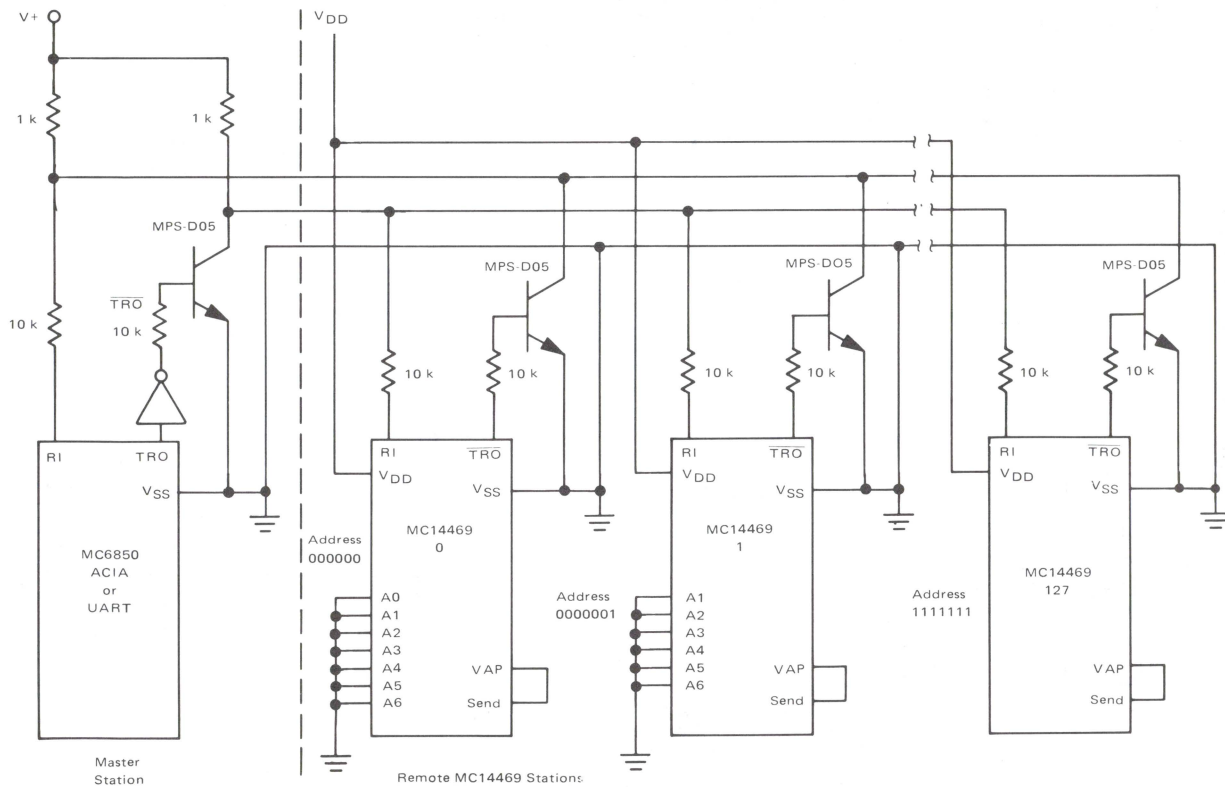 V+
VDD
1 k
1 k
MPS-D05
TRO
10 k
10 k
RI
TRO
VSS
MC6850
ACIA
or
UART
Master
Station
MPS-D05
10 k
10 k
RI
TRO
VDD
VSS
MC14469
0
Address
000000
A0
A1
A2
A3
A4
A5
A6
VAP
Send
MPS-DO5
10 k
10 k
RI
TRO
VDD
VSS
MC14469
1
Address
0000001
A1
A2
A3
A4
A5
A6
VAP
Send
MPS-D05
10 k
10 k
RI
TRO
VDD
VSS
MC14469
127
Address
1111111
VAP
Send
Remote MC14469 Stations